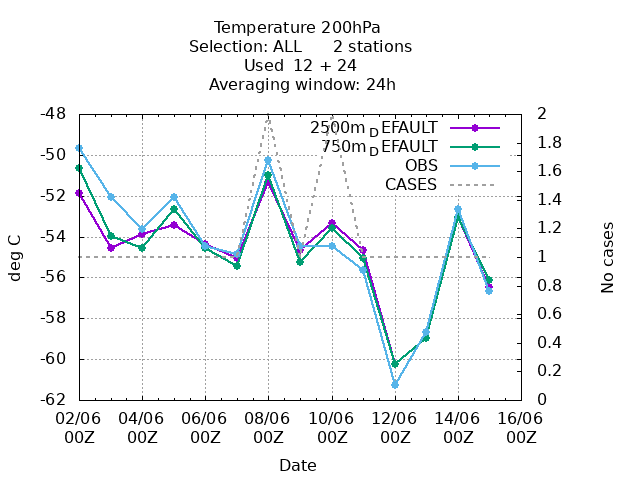 Temperature 200hPa
Selection: ALL 2 stations
Used 12 + 24
Averaging window: 24h
-48
-50
-52
-54
-56
-58
-60
-62
deg C
2500m_DEFAULT
750m_DEFAULT
OBS
CASES
2
1.8
1.6
1.4
1.2
1
0.8
0.6
0.4
0.2
0
No cases
02/06 04/06 06/06 08/06 10/06 12/06 14/06 16/06
00Z 00Z 00Z 00Z 00Z 00Z 00Z 00Z
Date